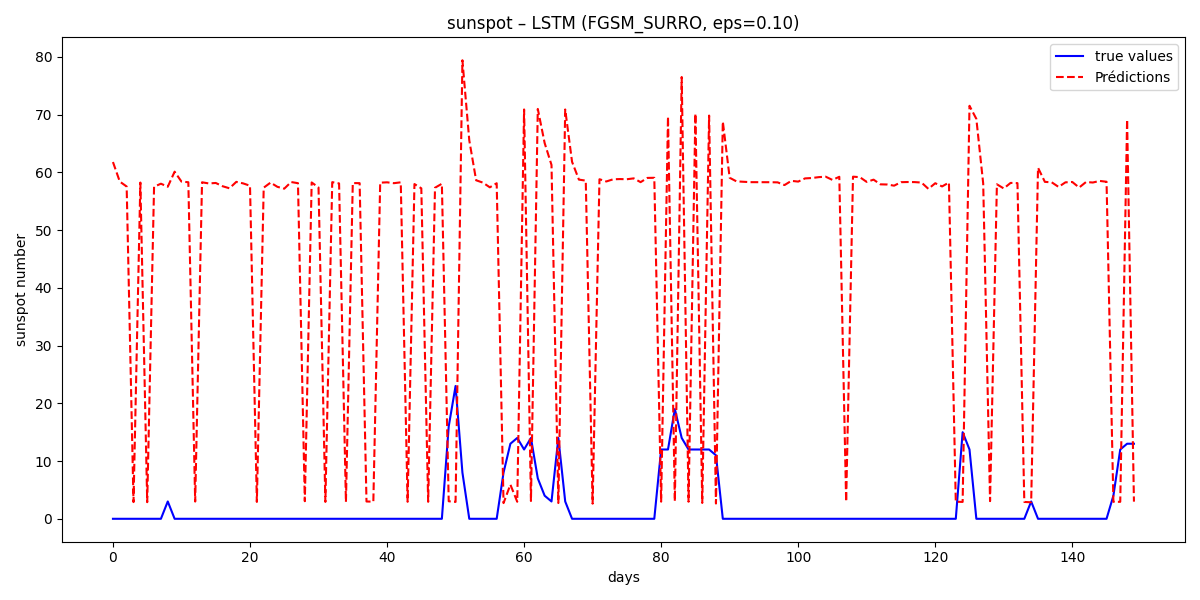 sunspot – LSTM (FGSM_SURRO, eps=0.10)
true values
Prédictions
sunspot number
80
70
60
50
40
30
20
10
0
0 20 40 60 80 100 120 140
days